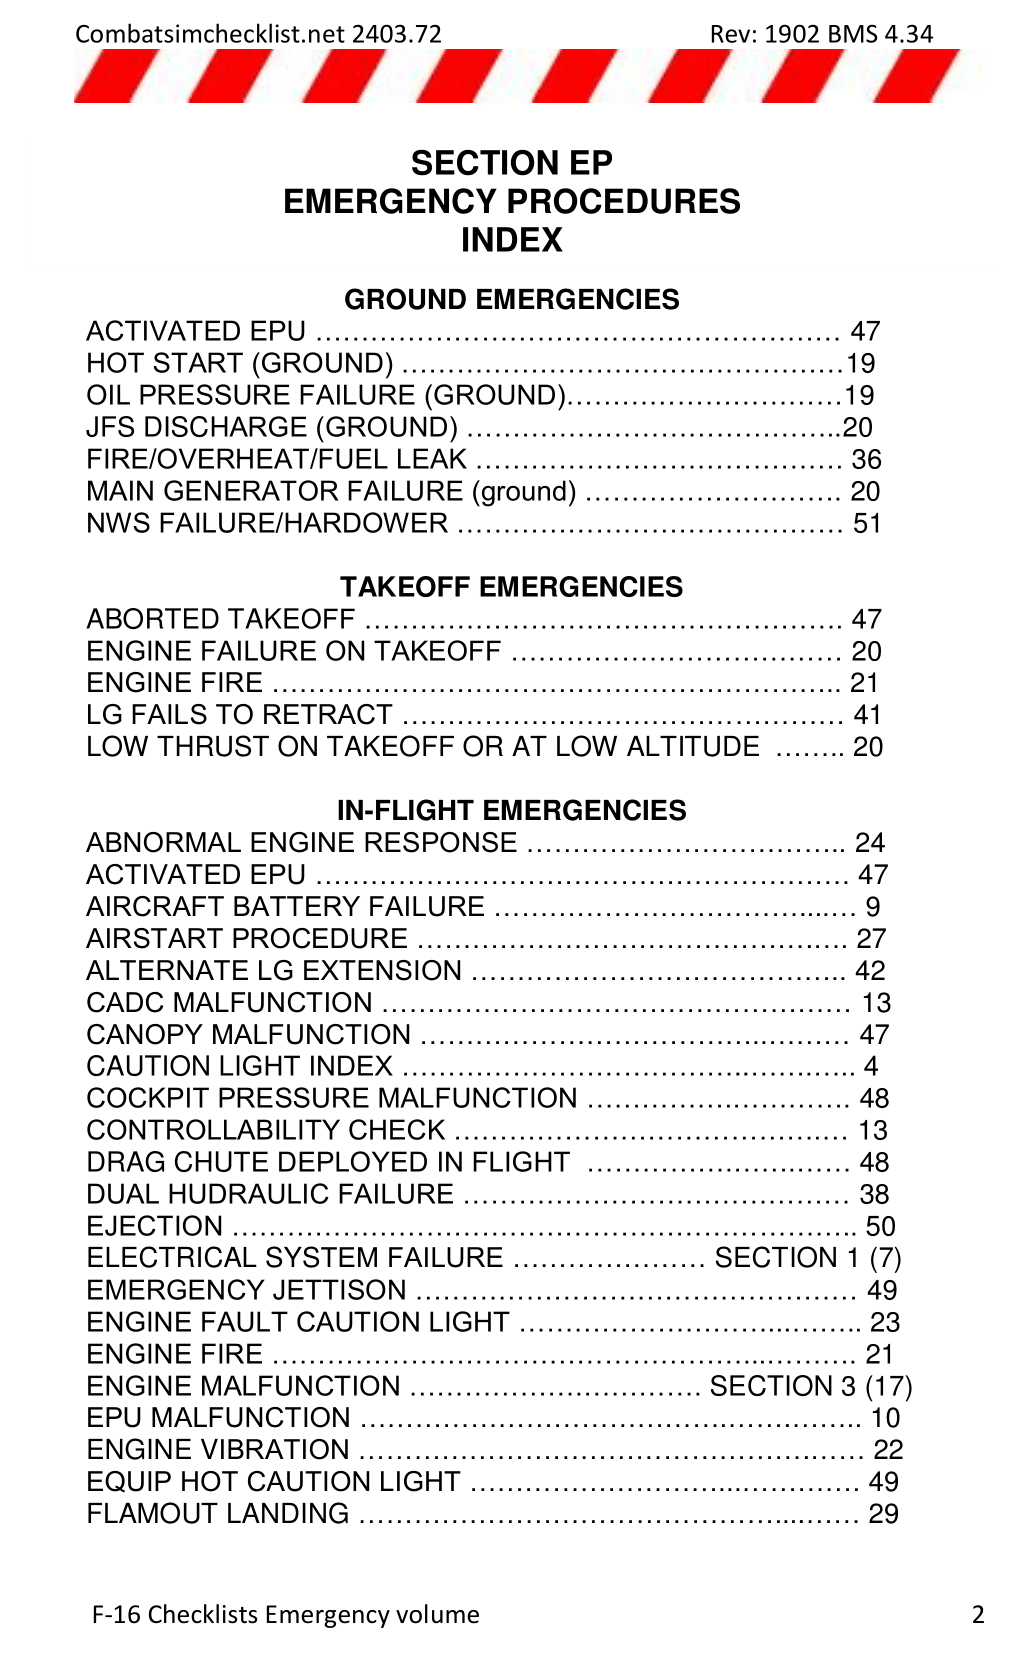 Combatsimchecklist.net 2403.72 Rev: 1902 BMS 4.34
SECTION EP
EMERGENCY PROCEDURES
INDEX
GROUND EMERGENCIES
ACTIVATED EPU ………………………………………………… 47
HOT START (GROUND) …………………………………………19
OIL PRESSURE FAILURE (GROUND)…………………………19
JFS DISCHARGE (GROUND) …………………………………..20
FIRE/OVERHEAT/FUEL LEAK ………………………………… 36
MAIN GENERATOR FAILURE (ground) ………………………. 20
NWS FAILURE/HARDOWER …………………………………… 51
TAKEOFF EMERGENCIES
ABORTED TAKEOFF ……………………………………………. 47
ENGINE FAILURE ON TAKEOFF ……………………………… 20
ENGINE FIRE …………………………………………………….. 21
LG FAILS TO RETRACT ………………………………………… 41
LOW THRUST ON TAKEOFF OR AT LOW ALTITUDE …….. 20
IN-FLIGHT EMERGENCIES
ABNORMAL ENGINE RESPONSE …………………………….. 24
ACTIVATED EPU ………………………………………………… 47
AIRCRAFT BATTERY FAILURE ……………………………....… 9
AIRSTART PROCEDURE ……………………………………….. 27
ALTERNATE LG EXTENSION ………………………………….. 42
CADC MALFUNCTION …………………………………………… 13
CANOPY MALFUNCTION ………………………………..……… 47
CAUTION LIGHT INDEX ………………………………..……….. 4
COCKPIT PRESSURE MALFUNCTION ………………………. 48
CONTROLLABILITY CHECK ………………………………….… 13
DRAG CHUTE DEPLOYED IN FLIGHT ……………………… 48
DUAL HUDRAULIC FAILURE …………………………………… 38
EJECTION ………………………………………………………….. 50
ELECTRICAL SYSTEM FAILURE ………………… SECTION 1 (7)
EMERGENCY JETTISON ………………………………………… 49
ENGINE FAULT CAUTION LIGHT ………………………..…….. 23
ENGINE FIRE ……………………………………………...………. 21
ENGINE MALFUNCTION …………………………. SECTION 3 (17)
EPU MALFUNCTION …………………………………………….. 10
ENGINE VIBRATION ……………………………………………… 22
EQUIP HOT CAUTION LIGHT ………………………...………… 49
FLAMOUT LANDING ………………………………………...…… 29
F-16 Checklists Emergency volume 2